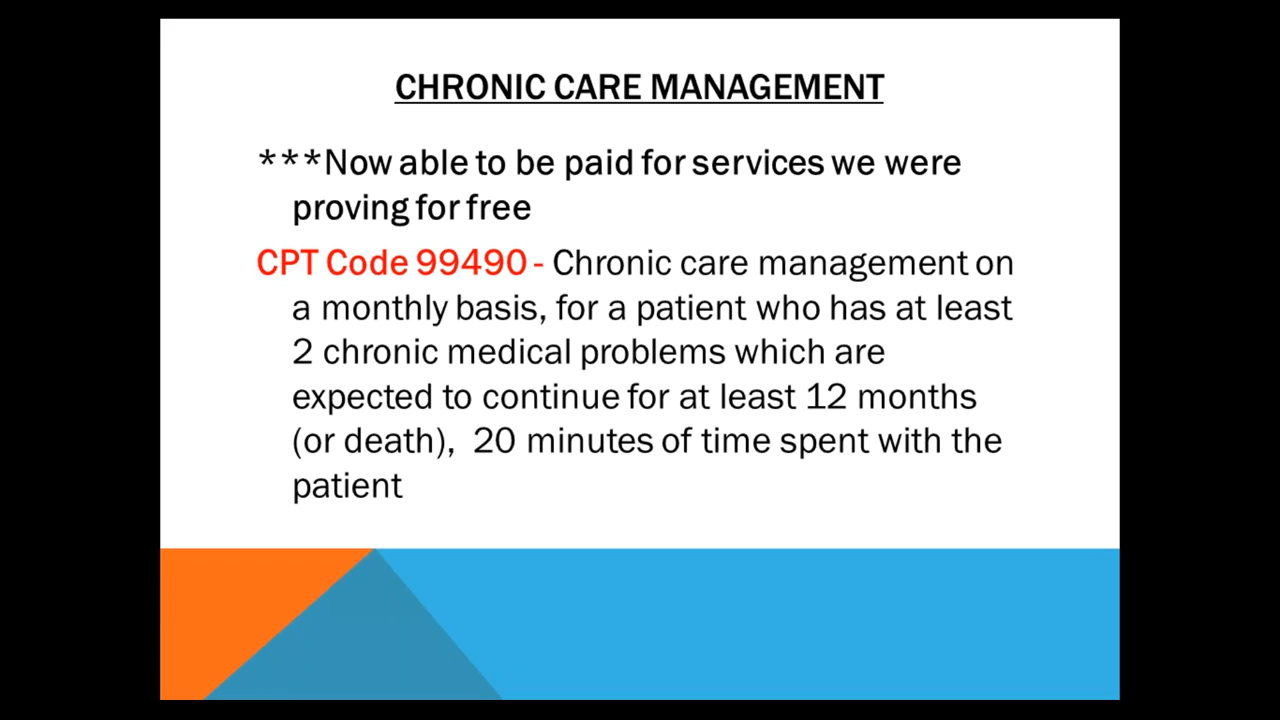 CHRONIC CARE MANAGEMENT
***Now able to be paid for services we were
proving for free
CPT Code 99490 - Chronic care management on
a monthly basis, for a patient who has at least
2 chronic medical problems which are
expected to continue for at least 12 months
(or death),  20 minutes of time spent with the
patient